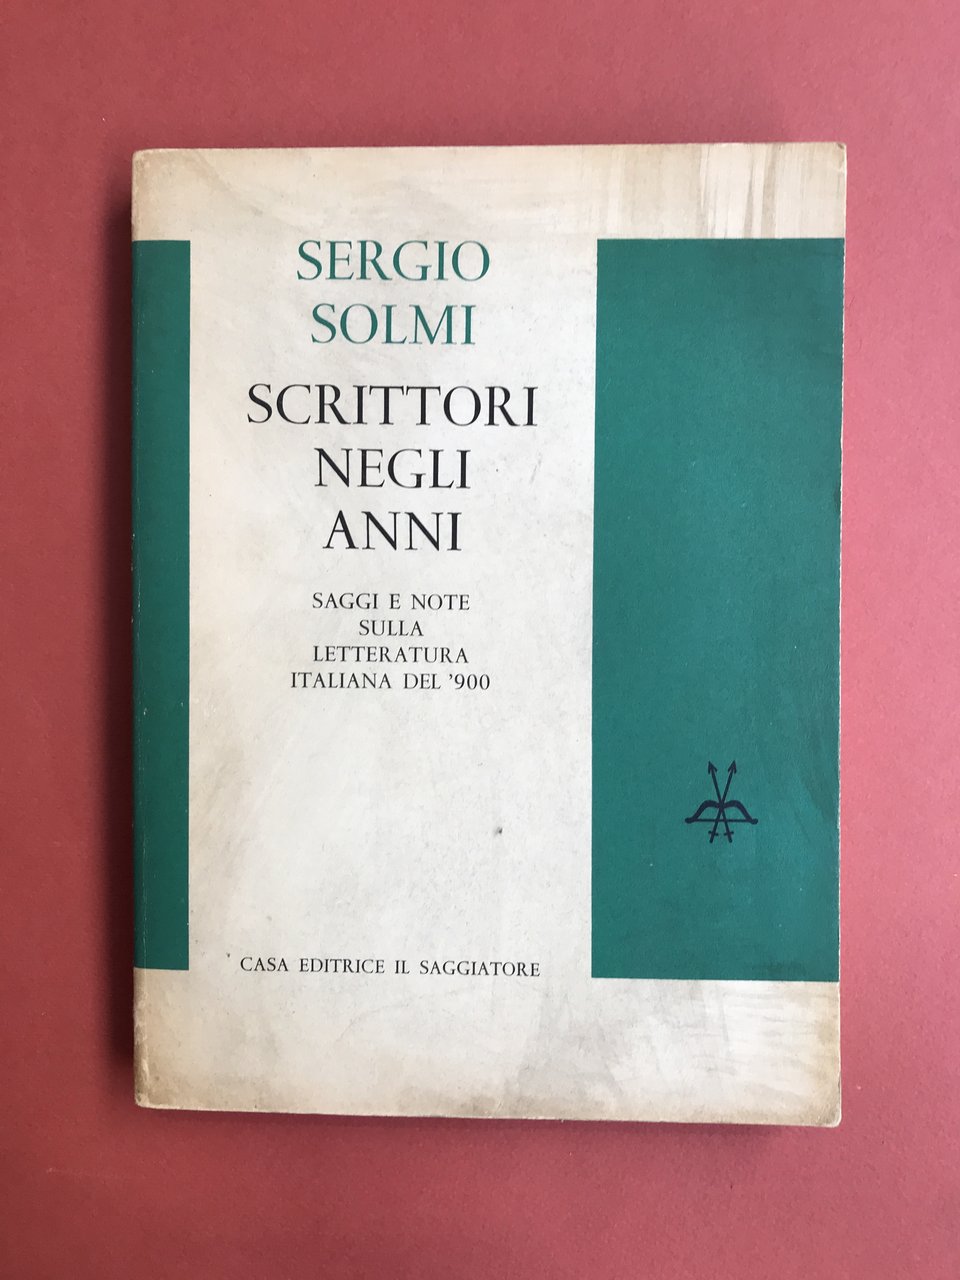 SERGIO
SOLMI
SCRITTORI
NEGLI
ANNI
SAGGI E NOTE
SULLA
LETTERATURA
ITALIANA DEL '900
CASA EDITRICE IL SAGGIATORE